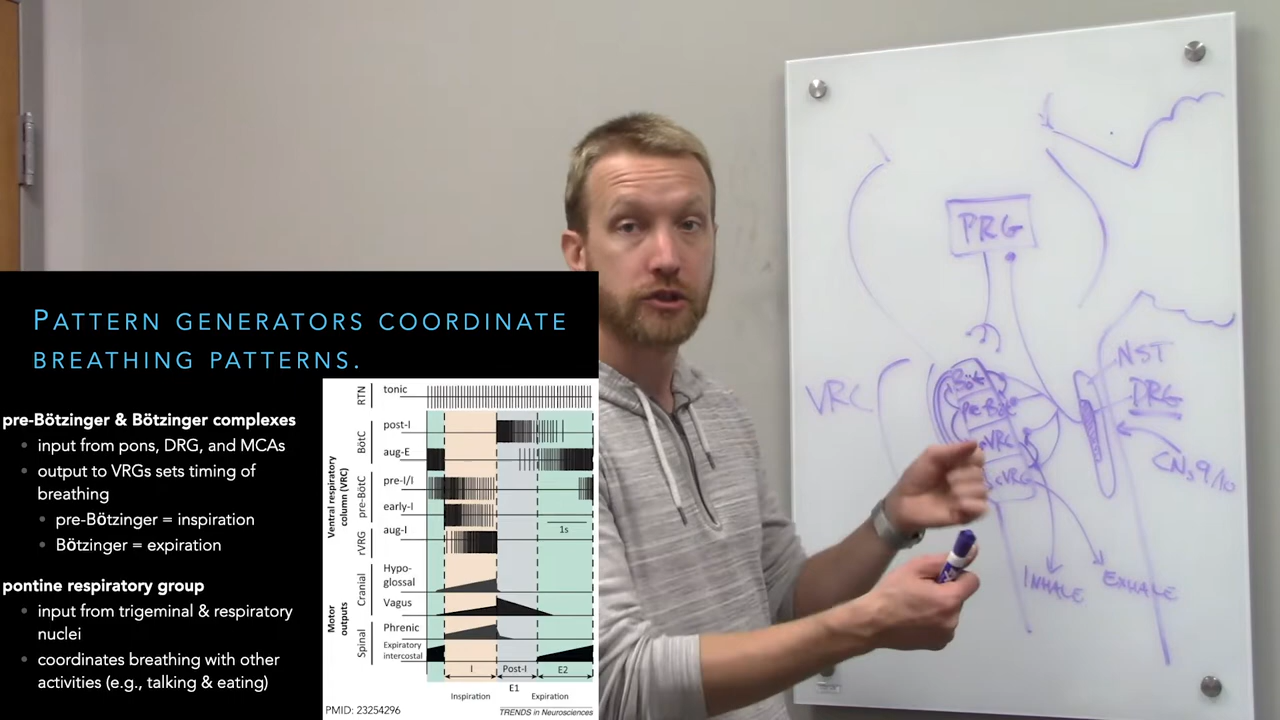 PATTERN GENERATORS COORDINATE
BREATHING PATTERNS.
pre-Bötzinger & Bötzinger complexes
input from pons, DRG, and MCAs
output to VRGs sets timing of
breathing
pre-Bötzinger = inspiration
Bötzinger = expiration
pontine respiratory group
input from trigeminal & respiratory
nuclei
coordinates breathing with other
activities (e.g., talking & eating)
RTN
tonic
Ventral respiratory
column (VRC)
BötC
post-I
aug-E
pre-BötC
pre-I/I
early-I
1s
rVRG
aug-I
Motor
outputs
Cranial
Hypo-
glossal
Vagus
Spinal
Phrenic
Expiratory
intercostal
I
Post-I
E2
E1
Inspiration
Expiration
PMID: 23254296
TRENDS in Neurosciences
PRG
VRC
Böt
pre-Böt
NST
DRG
CNs 9/10
INHALE
EXHALE